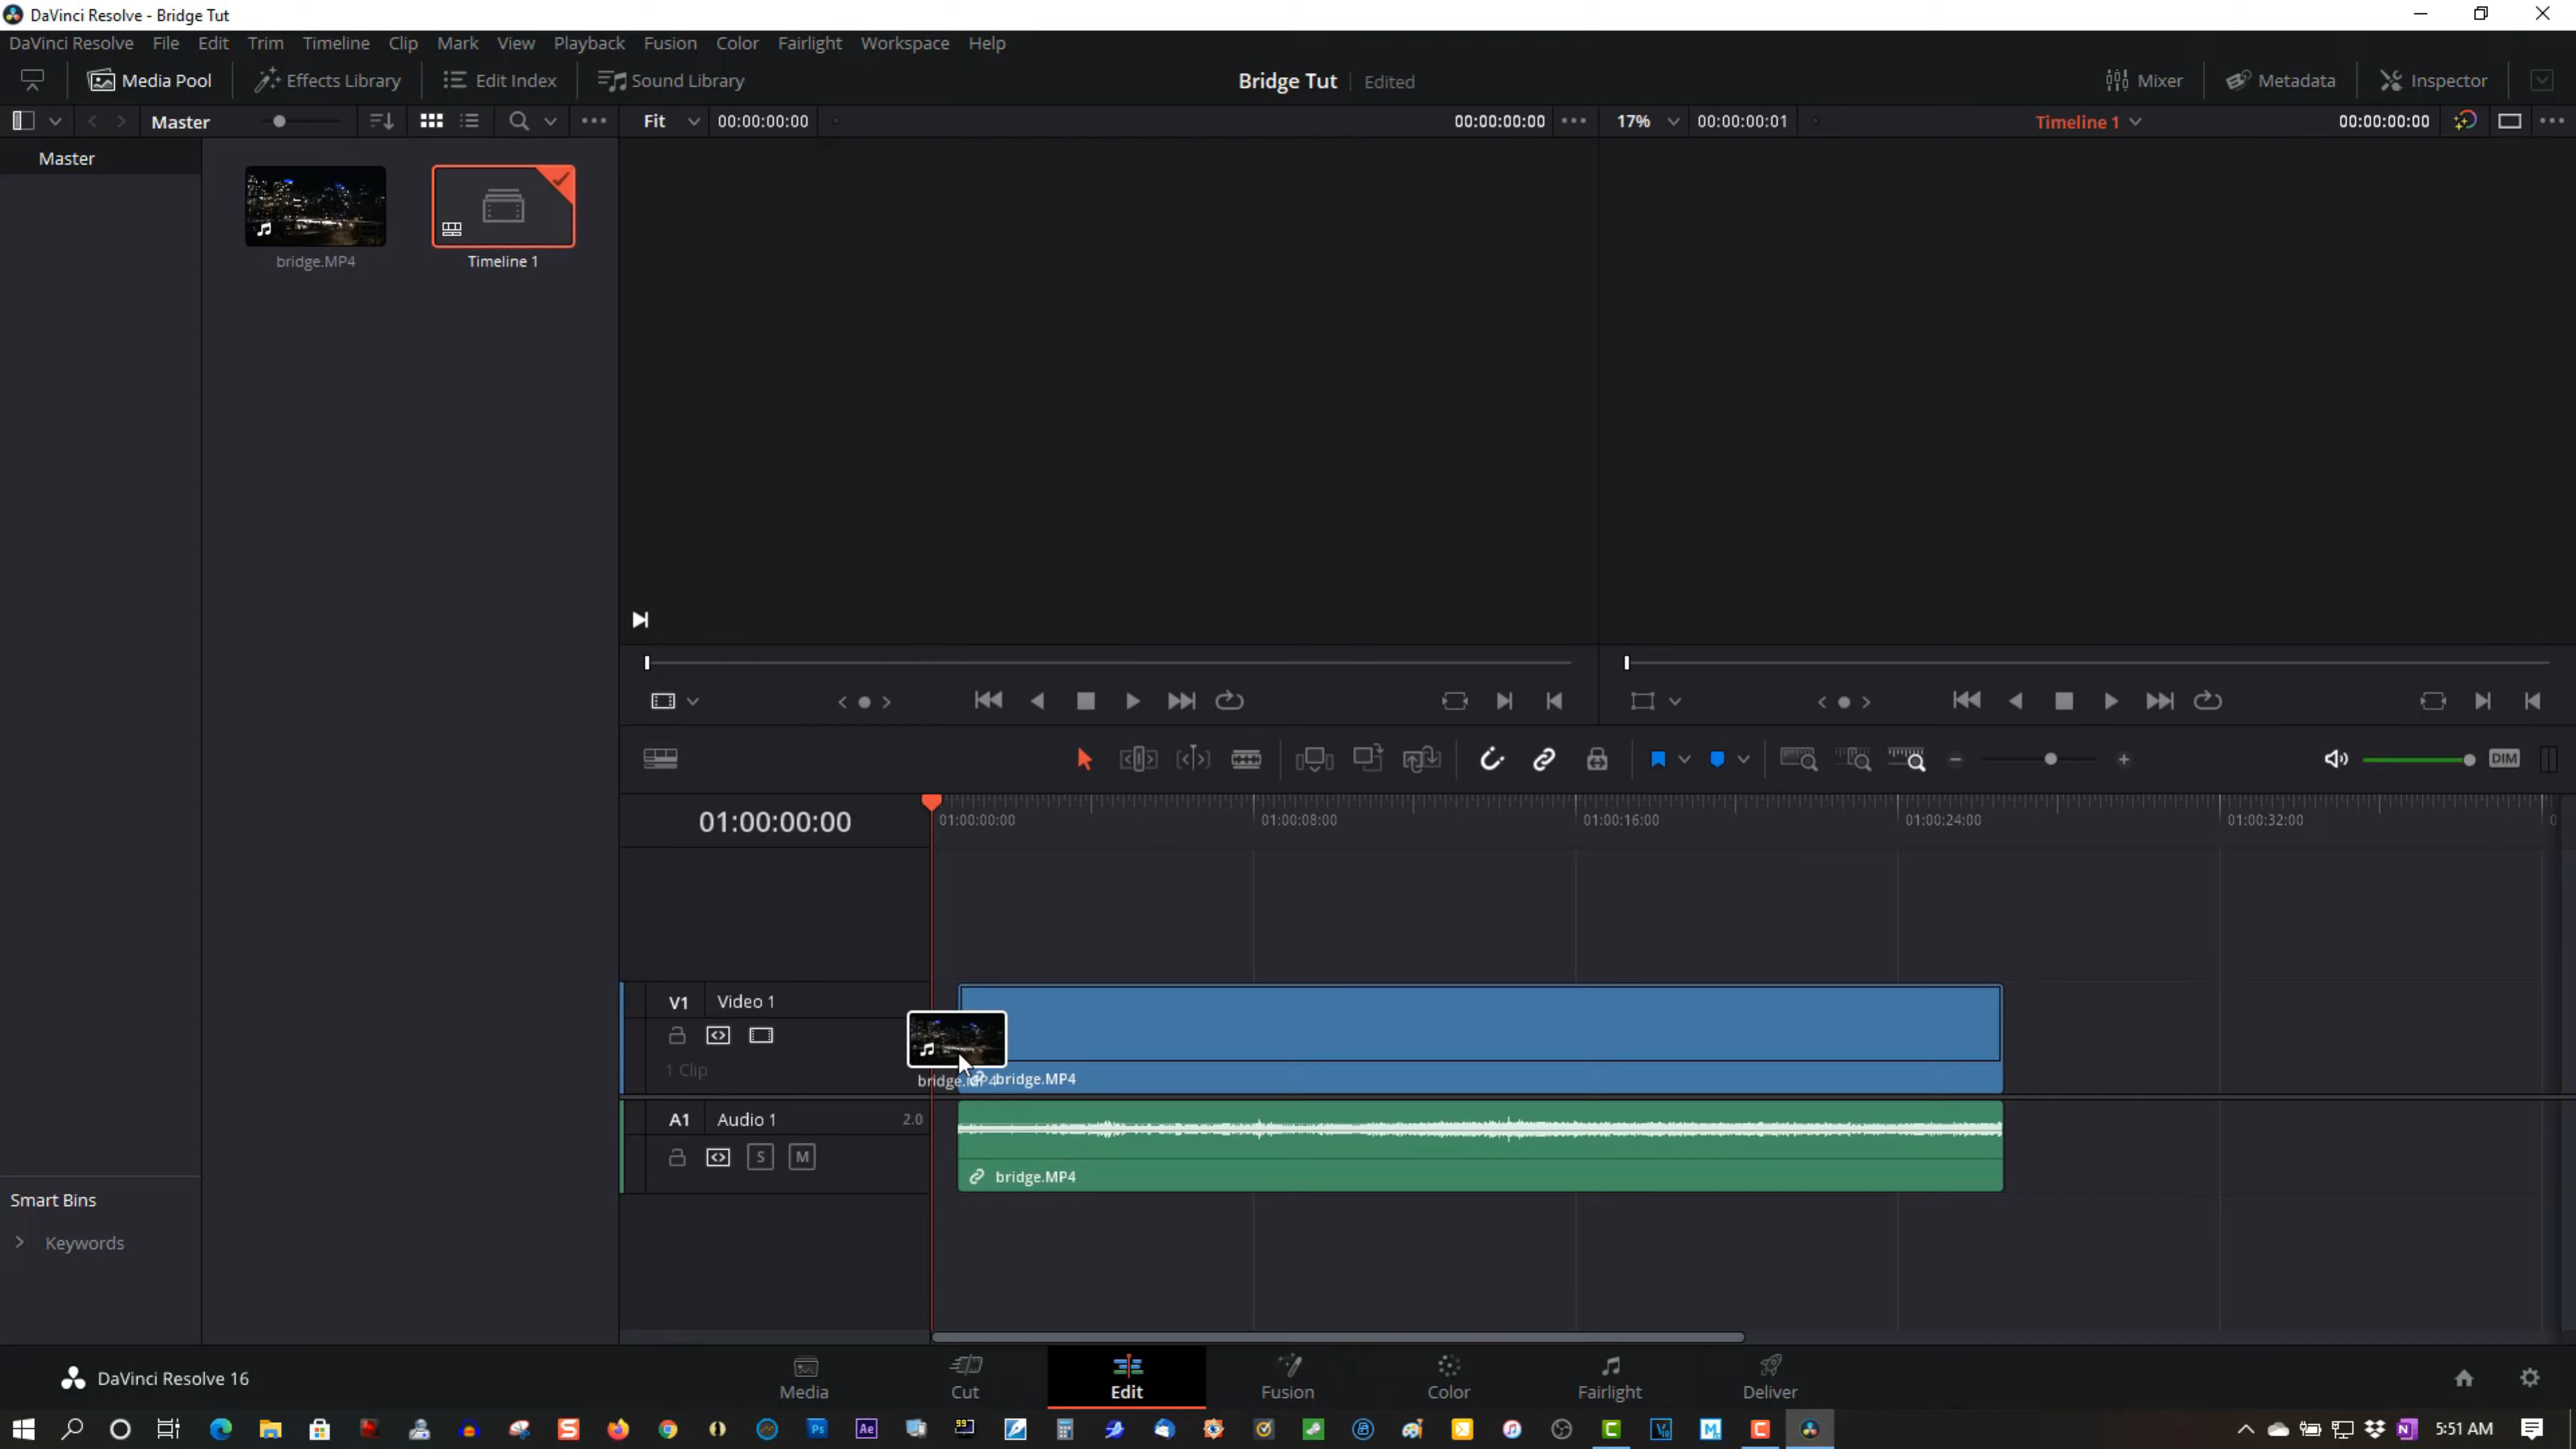 DaVinci Resolve - Bridge Tut
DaVinci Resolve File Edit Trim Timeline Clip Mark View Playback Fusion Color Fairlight Workspace Help
Media Pool Effects Library Edit Index Sound Library Bridge Tut Edited Mixer Metadata Inspector
Master Fit 00:00:00:00 00:00:00:00 17% 00:00:00:01 Timeline 1 00:00:00:00
Master
bridge.MP4 Timeline 1
DIM
01:00:00:00 01:00:00:00 01:00:08:00 01:00:16:00 01:00:24:00 01:00:32:00
V1 Video 1
1 Clip
bridge.MP4 bridge.MP4
A1 Audio 1 2.0
S M
bridge.MP4
Smart Bins
Keywords
DaVinci Resolve 16
Media Cut Edit Fusion Color Fairlight Deliver
5:51 AM